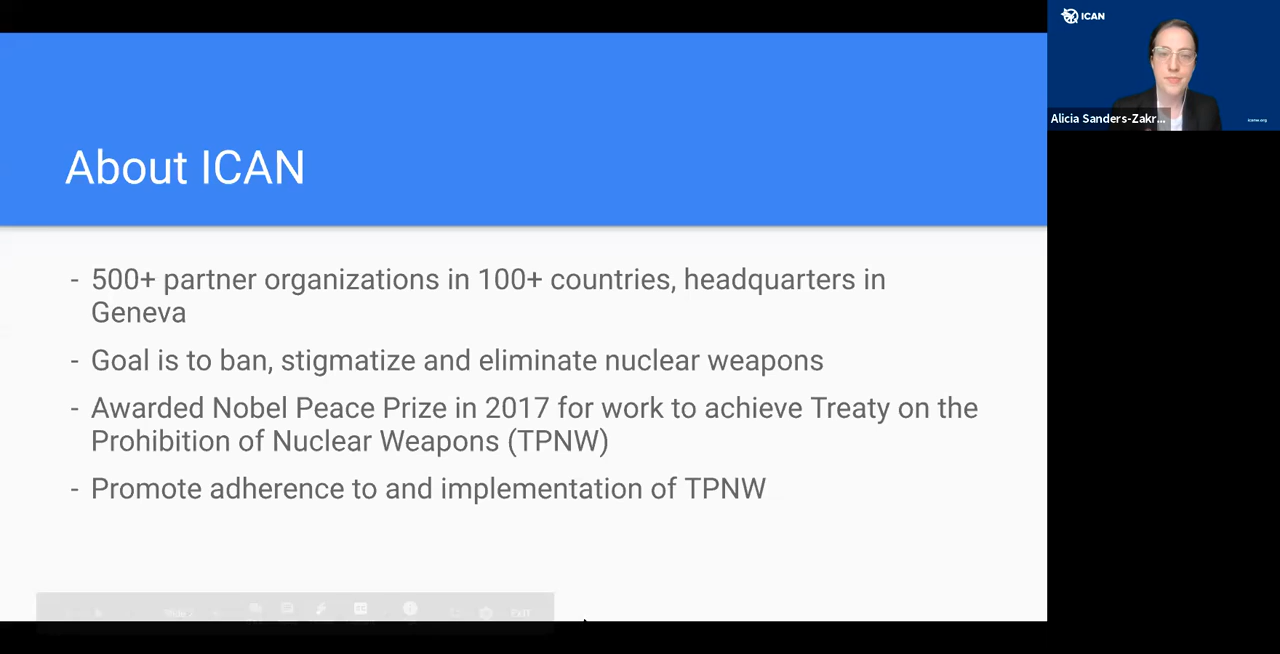 About ICAN
- 500+ partner organizations in 100+ countries, headquarters in
Geneva
- Goal is to ban, stigmatize and eliminate nuclear weapons
- Awarded Nobel Peace Prize in 2017 for work to achieve Treaty on the
Prohibition of Nuclear Weapons (TPNW)
- Promote adherence to and implementation of TPNW
ICAN
Alicia Sanders-Zakr...
EXIT